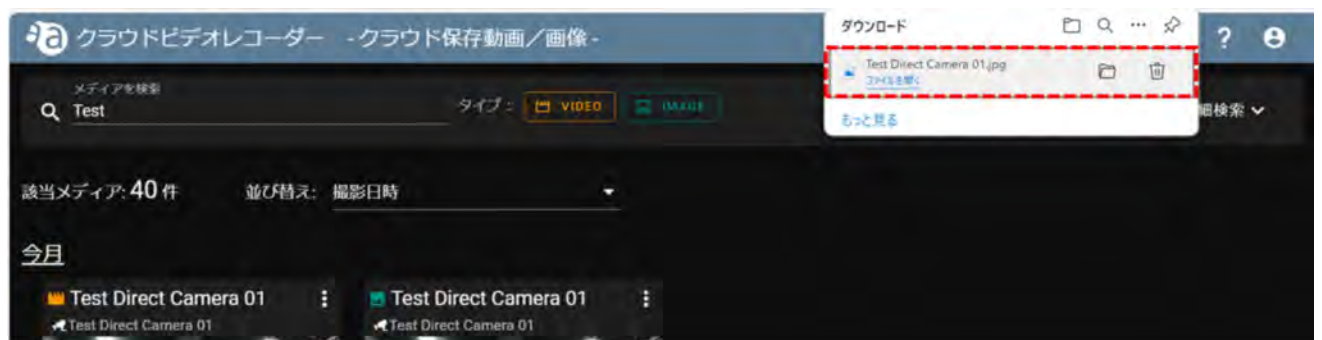 クラウドビデオレコーダー -クラウド保存動画/画像-
ダウンロード
Test Direct Camera 01.jpg
ファイルを開く
もっと見る
メディアを検索
Test
タイプ:
VIDEO
IMAGE
細検索
該当メディア: 40 件
並び替え: 撮影日時
今月
Test Direct Camera 01
Test Direct Camera 01
Test Direct Camera 01
Test Direct Camera 01